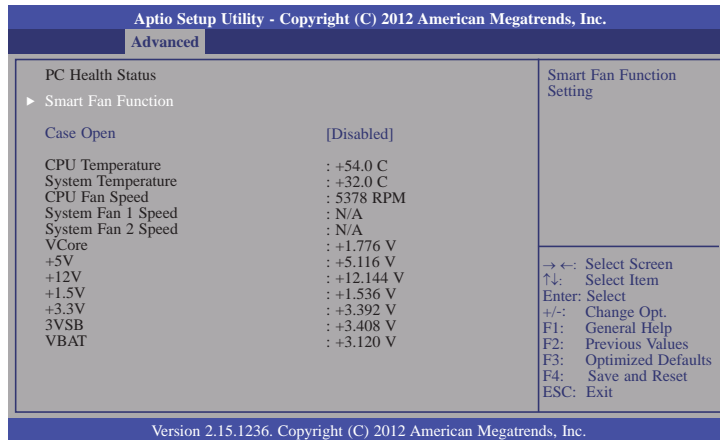 Aptio Setup Utility - Copyright (C) 2012 American Megatrends, Inc.
Advanced
PC Health Status
▶ Smart Fan Function
Case Open [Disabled]
CPU Temperature : +54.0 C
System Temperature : +32.0 C
CPU Fan Speed : 5378 RPM
System Fan 1 Speed : N/A
System Fan 2 Speed : N/A
VCore : +1.776 V
+5V : +5.116 V
+12V : +12.144 V
+1.5V : +1.536 V
+3.3V : +3.392 V
3VSB : +3.408 V
VBAT : +3.120 V
Smart Fan Function
Setting
→ ←: Select Screen
↑↓: Select Item
Enter: Select
+/-: Change Opt.
F1: General Help
F2: Previous Values
F3: Optimized Defaults
F4: Save and Reset
ESC: Exit
Version 2.15.1236. Copyright (C) 2012 American Megatrends, Inc.